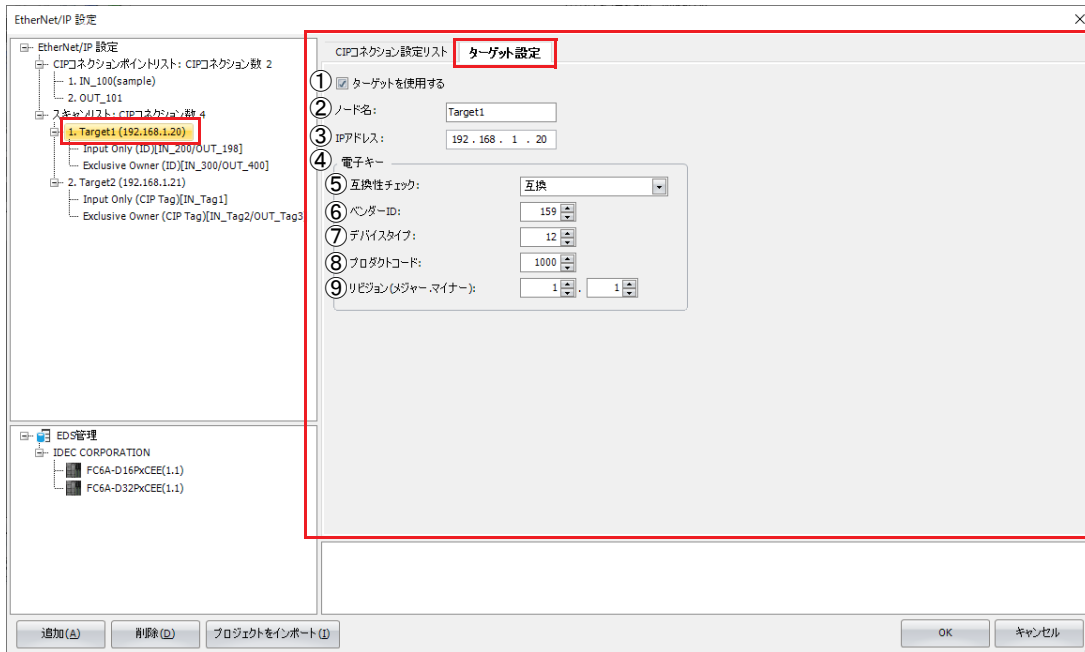 EtherNet/IP 設定
EtherNet/IP 設定
CIPコネクションポイントリスト: CIPコネクション数 2
1. IN_100(sample)
2. OUT_101
スキャンリスト: CIPコネクション数 4
1. Target1 (192.168.1.20)
Input Only (ID)[IN_200/OUT_198]
Exclusive Owner (ID)[IN_300/OUT_400]
2. Target2 (192.168.1.21)
Input Only (CIP Tag)[IN_Tag1]
Exclusive Owner (CIP Tag)[IN_Tag2/OUT_Tag3
EDS管理
IDEC CORPORATION
FC6A-D16PxCEE(1.1)
FC6A-D32PxCEE(1.1)
CIPコネクション設定リスト ターゲット設定
① ターゲットを使用する
② ノード名: Target1
③ IPアドレス: 192 . 168 . 1 . 20
④ 電子キー
⑤ 互換性チェック: 互換
⑥ ベンダーID: 159
⑦ デバイスタイプ: 12
⑧ プロダクトコード: 1000
⑨ リビジョン(メジャー.マイナー): 1 . 1
追加(A) 削除(D) プロジェクトをインポート(I) OK キャンセル